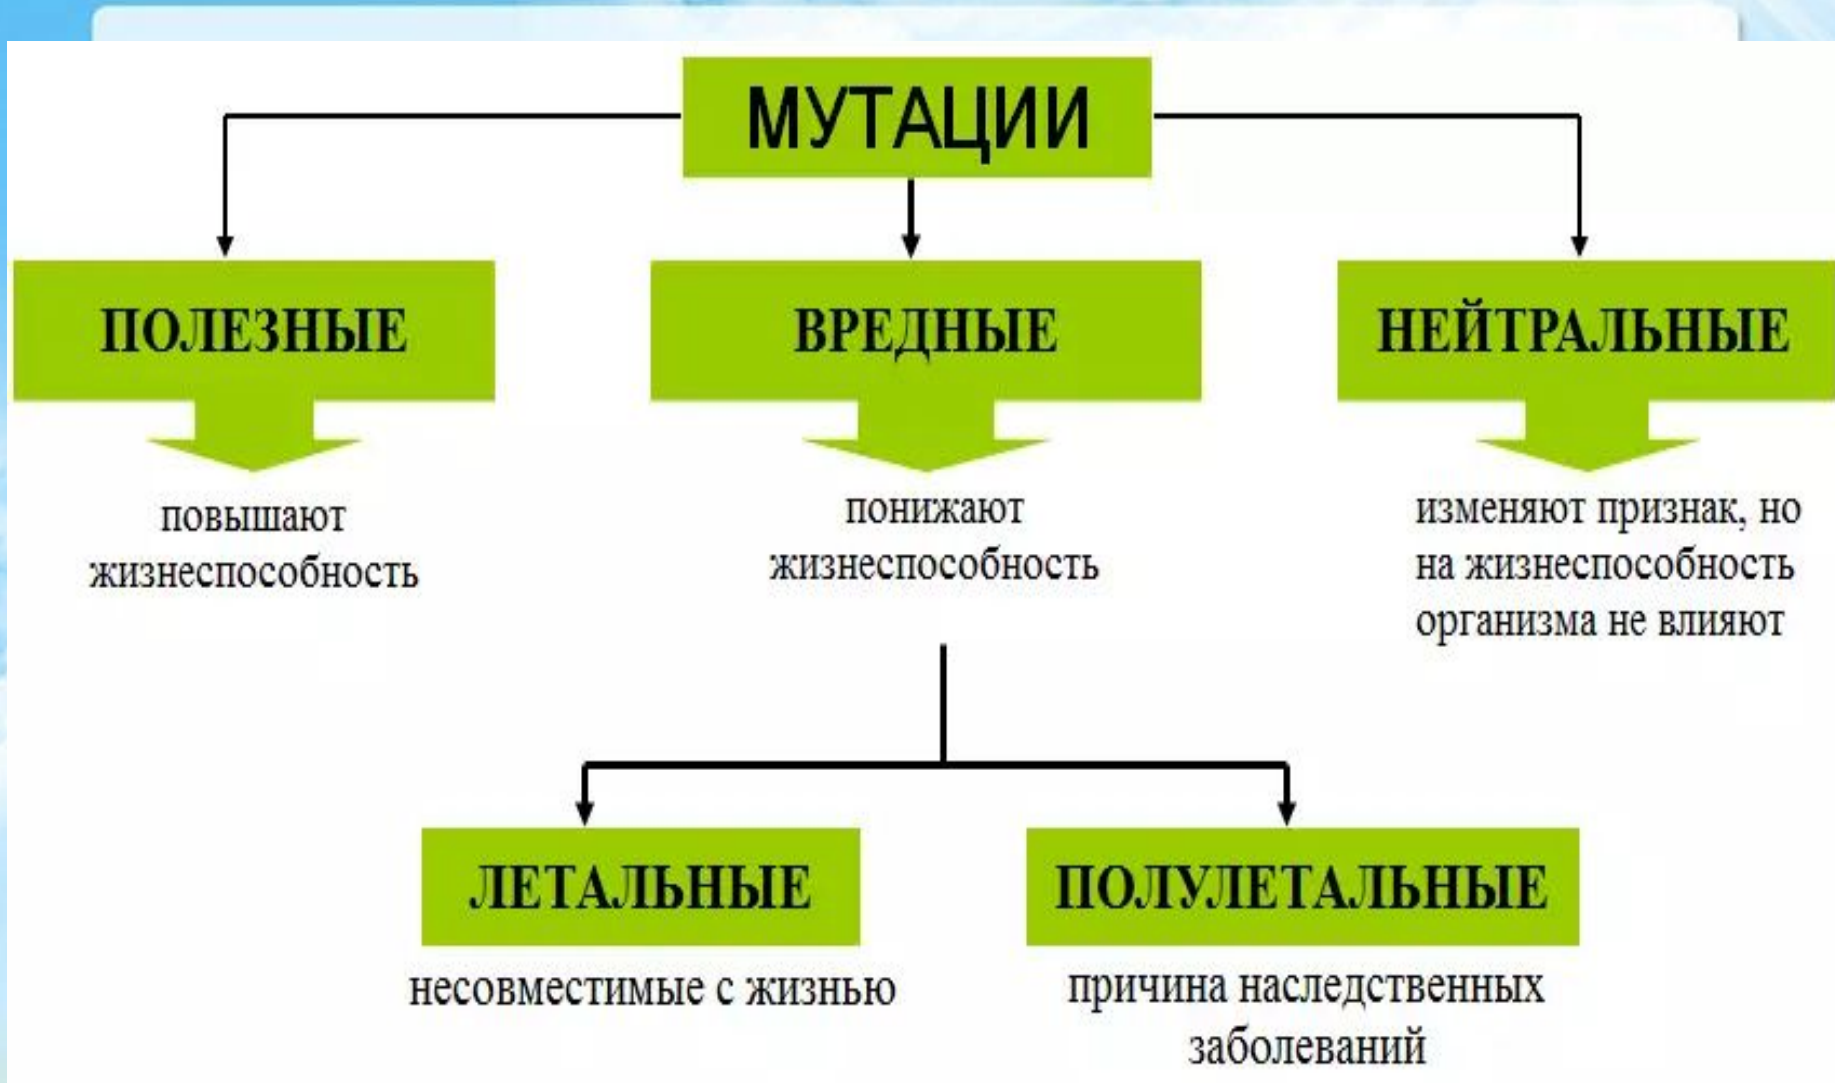 МУТАЦИИ
ПОЛЕЗНЫЕ
повышают
жизнеспособность
ВРЕДНЫЕ
понижают
жизнеспособность
НЕЙТРАЛЬНЫЕ
изменяют признак, но
на жизнеспособность
организма не влияют
ЛЕТАЛЬНЫЕ
несовместимые с жизнью
ПОЛУЛЕТАЛЬНЫЕ
причина наследственных
заболеваний